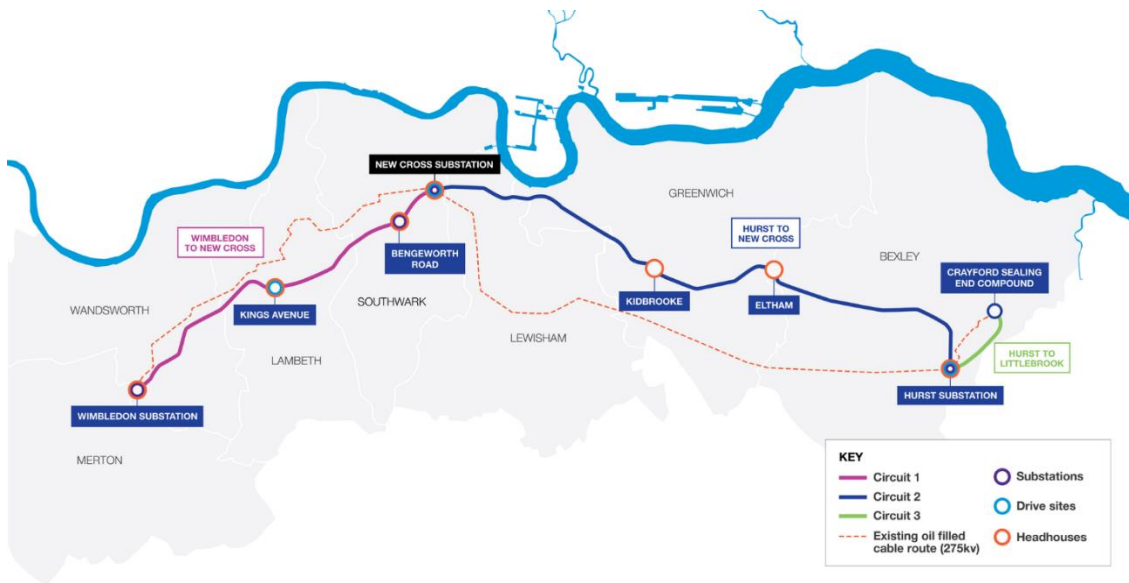 NEW CROSS SUBSTATION
GREENWICH
WIMBLEDON
TO NEW CROSS
HURST TO
NEW CROSS
BENGEWORTH
ROAD
BEXLEY
CRAYFORD SEALING
END COMPOUND
KIDBROOKE
ELTHAM
WANDSWORTH
KINGS AVENUE
SOUTHWARK
LEWISHAM
LAMBETH
HURST TO
LITTLEBROOK
HURST SUBSTATION
WIMBLEDON SUBSTATION
MERTON
KEY
Circuit 1
Circuit 2
Circuit 3
Existing oil filled
cable route (275kv)
Substations
Drive sites
Headhouses